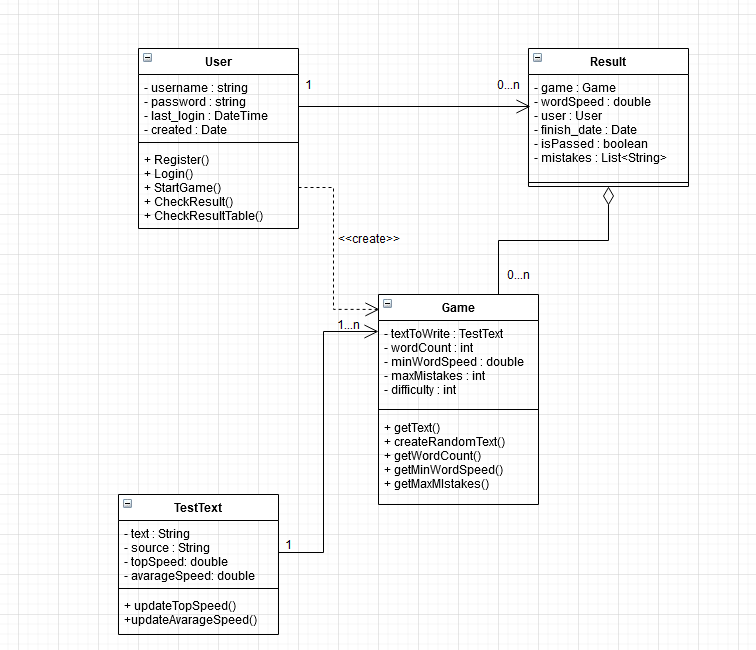 User
- username : string
- password : string
- last_login : DateTime
- created : Date
+ Register()
+ Login()
+ StartGame()
+ CheckResult()
+ CheckResultTable()
1
0...n
Result
- game : Game
- wordSpeed : double
- user : User
- finish_date : Date
- isPassed : boolean
- mistakes : List<String>
<<create>>
0...n
1...n
Game
- textToWrite : TestText
- wordCount : int
- minWordSpeed : double
- maxMistakes : int
- difficulty : int
+ getText()
+ createRandomText()
+ getWordCount()
+ getMinWordSpeed()
+ getMaxMIstakes()
TestText
- text : String
- source : String
- topSpeed: double
- avarageSpeed: double
+ updateTopSpeed()
+updateAvarageSpeed()
1